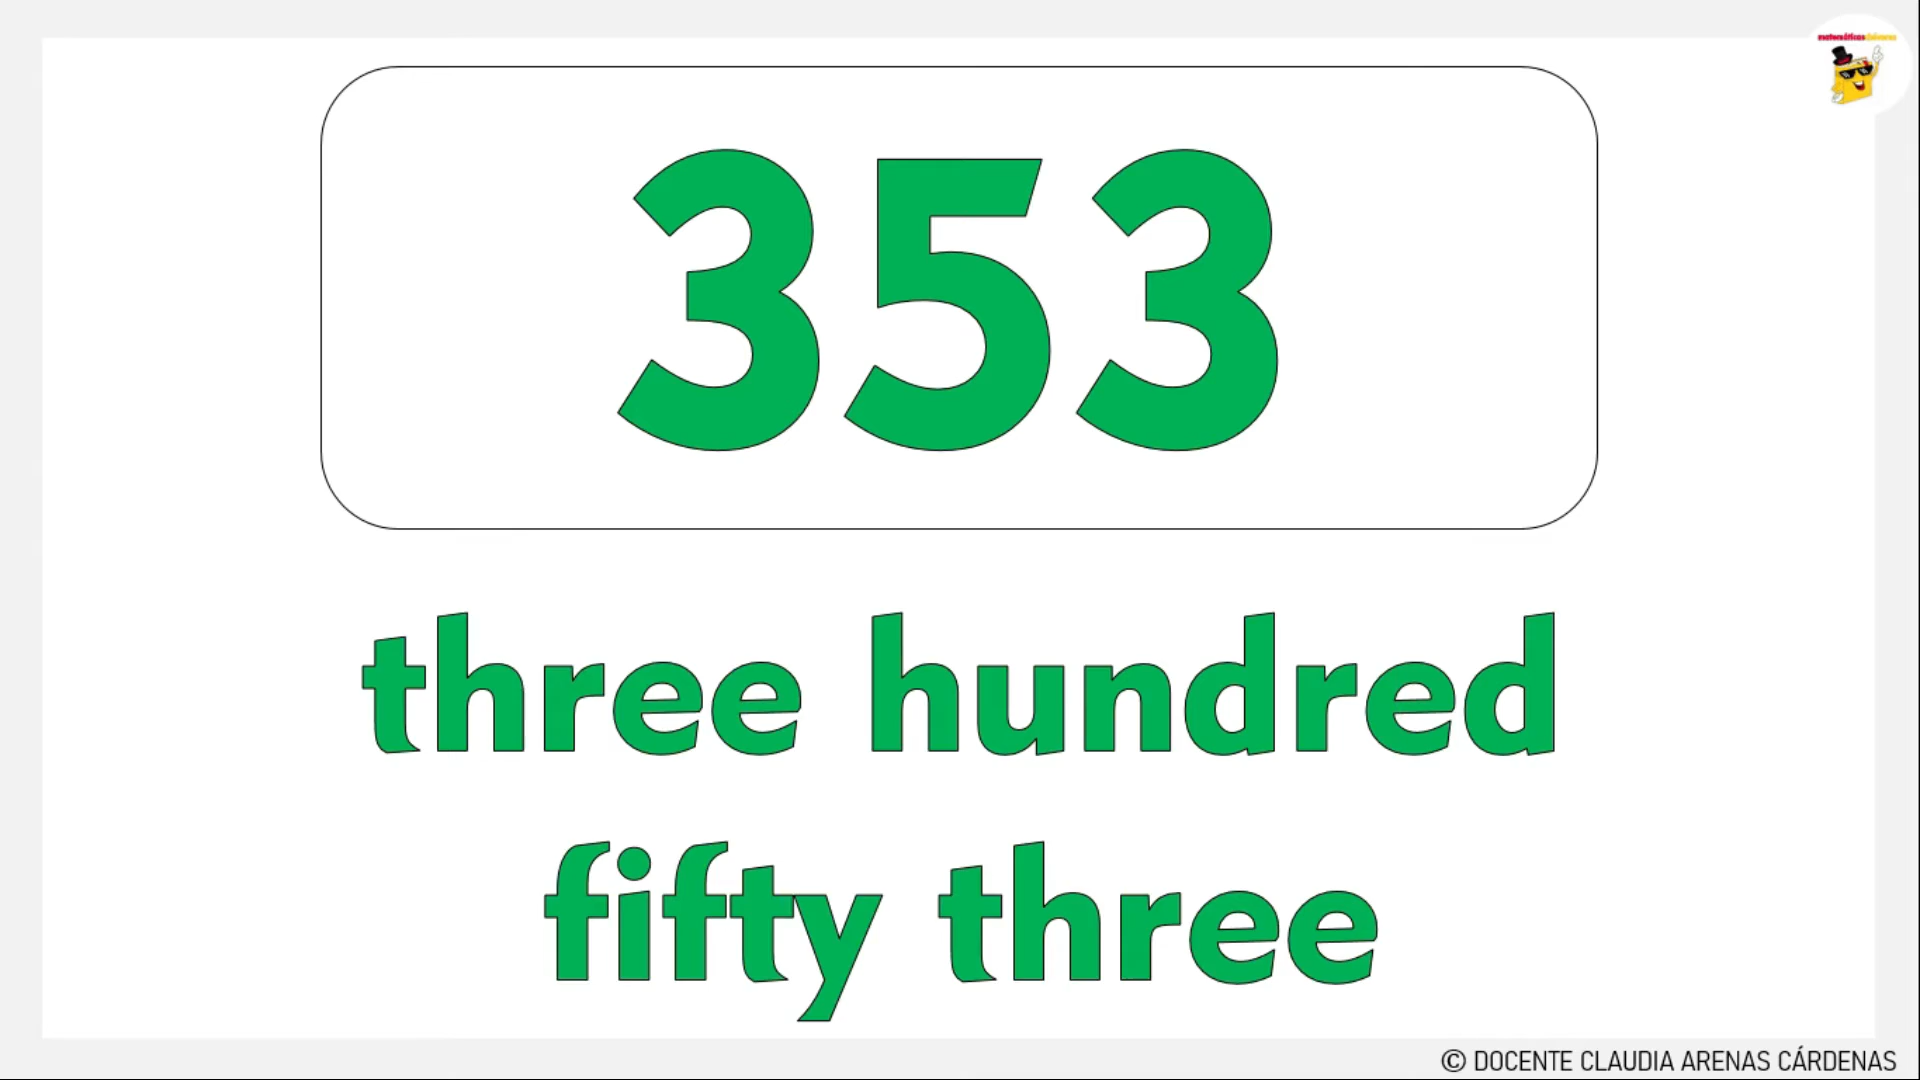 353
three hundred
fifty three
© DOCENTE CLAUDIA ARENAS CÁRDENAS